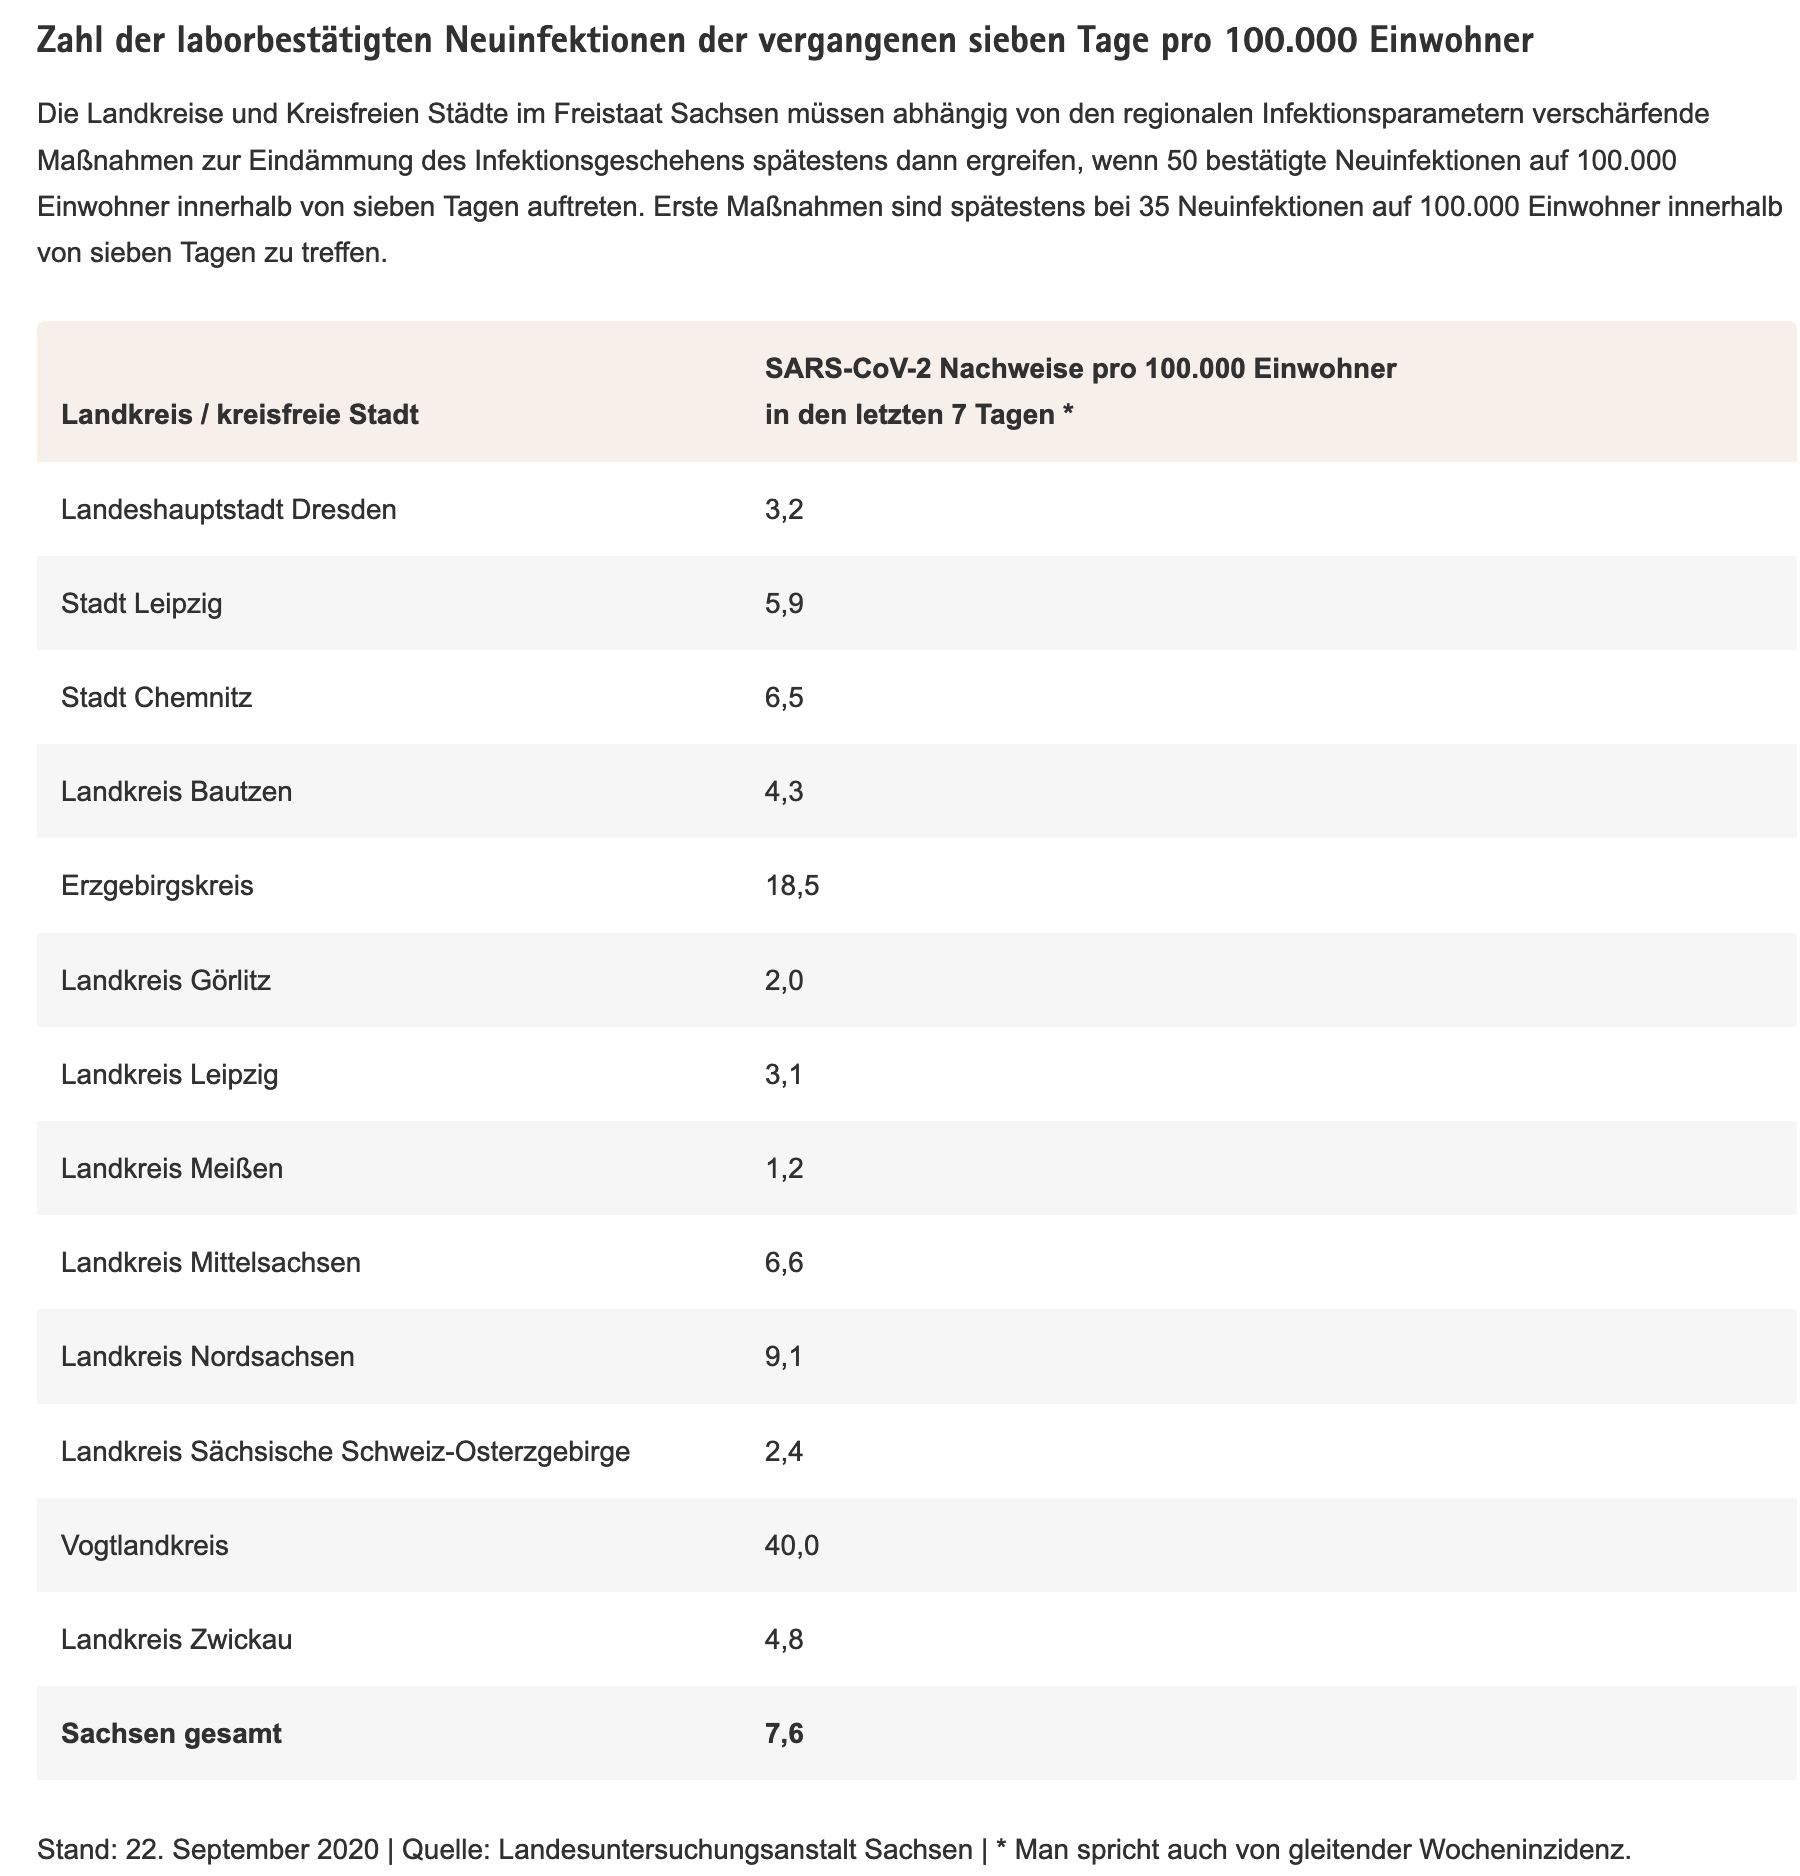 Zahl der laborbestätigten Neuinfektionen der vergangenen sieben Tage pro 100.000 Einwohner
Die Landkreise und Kreisfreien Städte im Freistaat Sachsen müssen abhängig von den regionalen Infektionsparametern verschärfende
Maßnahmen zur Eindämmung des Infektionsgeschehens spätestens dann ergreifen, wenn 50 bestätigte Neuinfektionen auf 100.000
Einwohner innerhalb von sieben Tagen auftreten. Erste Maßnahmen sind spätestens bei 35 Neuinfektionen auf 100.000 Einwohner innerhalb
von sieben Tagen zu treffen.
SARS-CoV-2 Nachweise pro 100.000 Einwohner
Landkreis / kreisfreie Stadt in den letzten 7 Tagen *
Landeshauptstadt Dresden 3,2
Stadt Leipzig 5,9
Stadt Chemnitz 6,5
Landkreis Bautzen 4,3
Erzgebirgskreis 18,5
Landkreis Görlitz 2,0
Landkreis Leipzig 3,1
Landkreis Meißen 1,2
Landkreis Mittelsachsen 6,6
Landkreis Nordsachsen 9,1
Landkreis Sächsische Schweiz-Osterzgebirge 2,4
Vogtlandkreis 40,0
Landkreis Zwickau 4,8
Sachsen gesamt 7,6
Stand: 22. September 2020 | Quelle: Landesuntersuchungsanstalt Sachsen | * Man spricht auch von gleitender Wocheninzidenz.